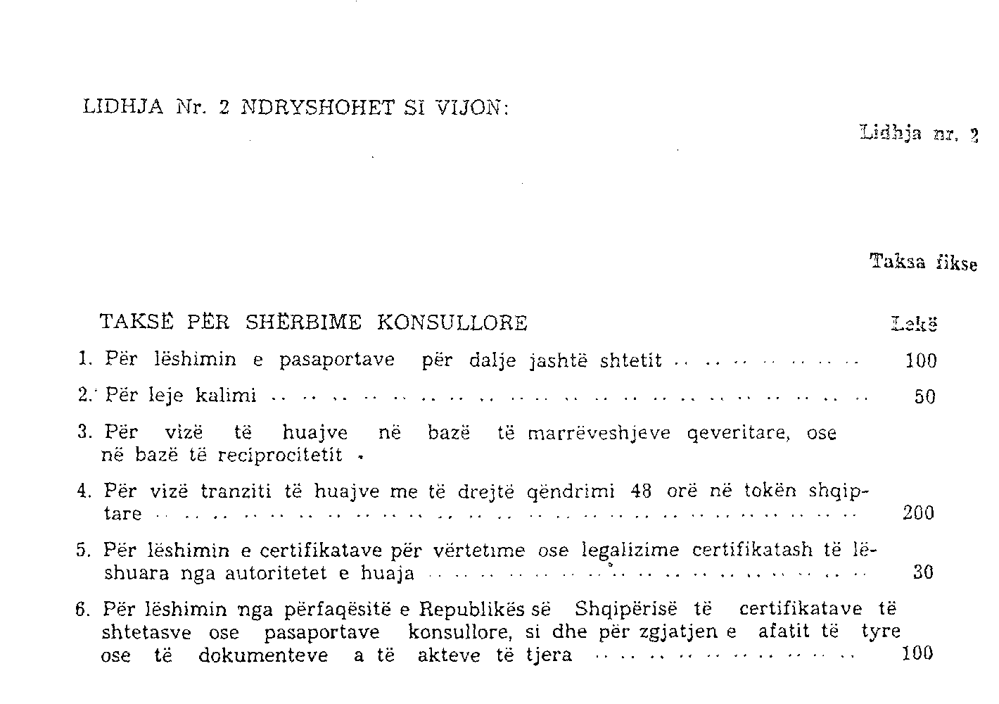 LIDHJA Nr. 2 NDRYSHOHET SI VIJON:
Lidhja nr. 2
Taksa fikse
TAKSË PËR SHËRBIME KONSULLORE Lekë
1. Për lëshimin e pasaportave për dalje jashtë shtetit .. .. .. .. .. .. .. 100
2. Për leje kalimi .. .. .. .. .. .. .. .. .. .. .. .. .. .. .. .. .. .. .. .. .. 50
3. Për vizë të huajve në bazë të marrëveshjeve qeveritare, ose
në bazë të reciprocitetit .
4. Për vizë tranziti të huajve me të drejtë qëndrimi 48 orë në tokën shqip-
tare .. .. .. .. .. .. .. .. .. .. .. .. .. .. .. .. .. .. .. .. .. .. .. .. .. 200
5. Për lëshimin e certifikatave për vërtetime ose legalizime certifikatash të lë-
shuara nga autoritetet e huaja .. .. .. .. .. .. .. .. .. .. .. .. .. .. .. .. 30
6. Për lëshimin nga përfaqësitë e Republikës së Shqipërisë të certifikatave të
shtetasve ose pasaportave konsullore, si dhe për zgjatjen e afatit të tyre
ose të dokumenteve a të akteve të tjera .. .. .. .. .. .. .. .. .. .. 100